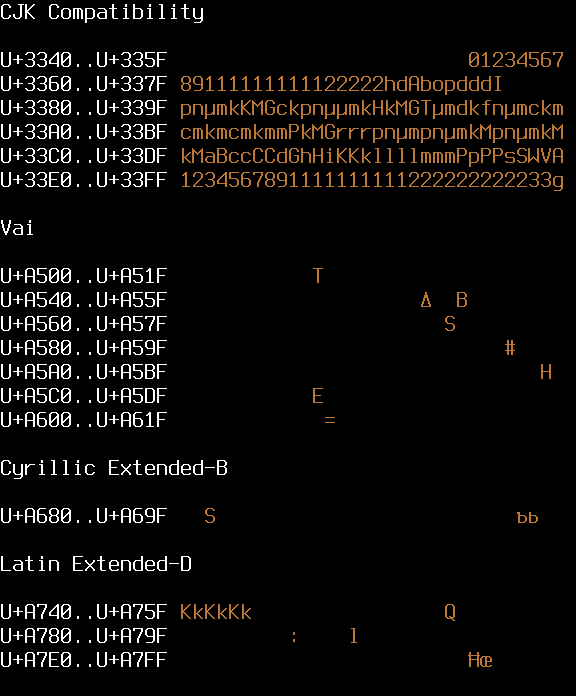 CJK Compatibility
U+3340..U+335F                         01234567
U+3360..U+337F 89111111111122222hdAbopdddI
U+3380..U+339F pnµmkKMGckpnµµmkHkMGTµmdkfnµmckm
U+33A0..U+33BF cmkmcmkmmPkMGrrrpnµmpnµmkMpnµmkM
U+33C0..U+33DF kMaBccCCdGhHiKKkllllmmmPpPPsSWVA
U+33E0..U+33FF 1234567891111111111222222222233g
Vai
U+A500..U+A51F            T
U+A540..U+A55F                     Δ  B
U+A560..U+A57F                       S
U+A580..U+A59F                            #
U+A5A0..U+A5BF                               H
U+A5C0..U+A5DF            E
U+A600..U+A61F             =
Cyrillic Extended-B
U+A680..U+A69F   S                         ъь
Latin Extended-D
U+A740..U+A75F KkKkKk                Q
U+A780..U+A79F          :    l
U+A7E0..U+A7FF                         Ħœ